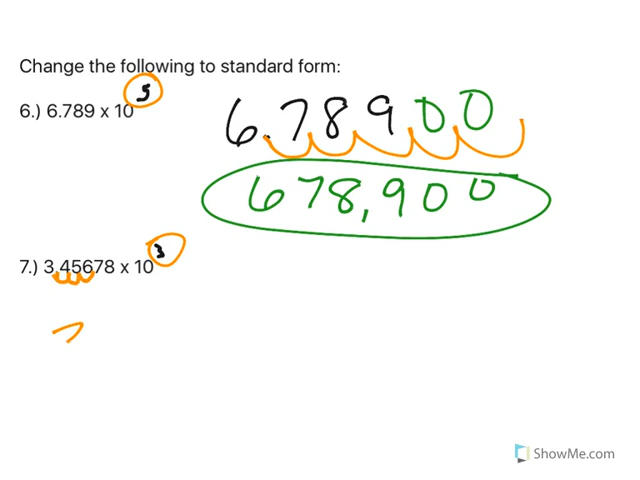 Change the following to standard form:
6.) 6.789 x 10 5
6.78900
678,900
7.) 3.45678 x 10 3
3
ShowMe.com